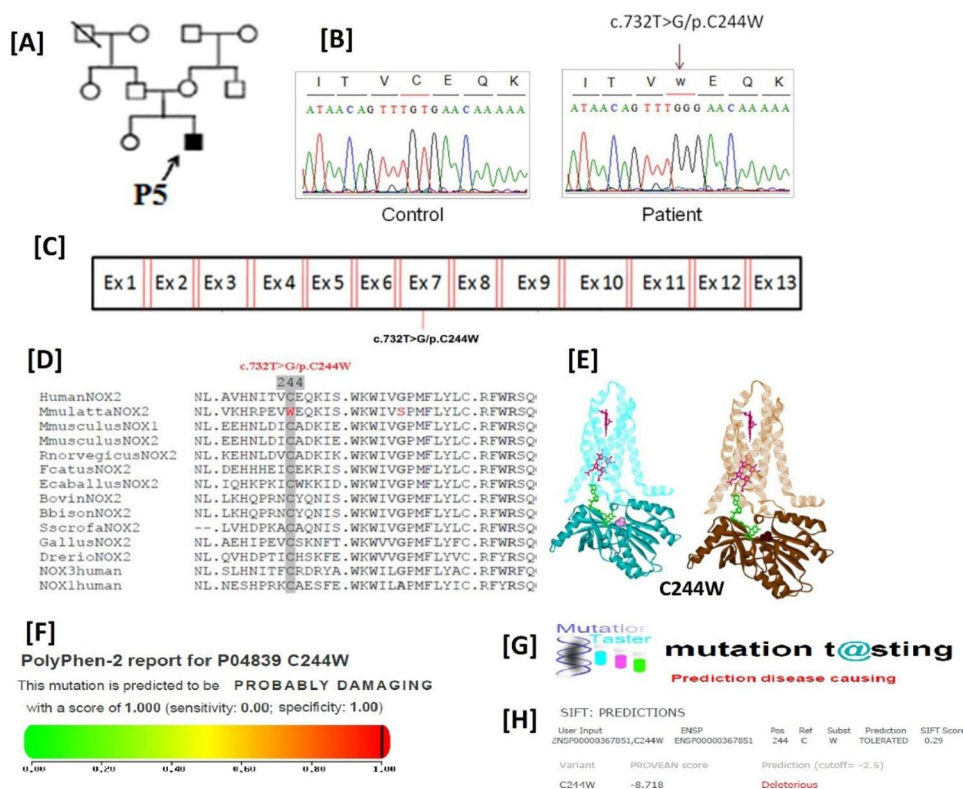 [A]
P5
[B]
c.732T>G/p.C244W
I T V C E Q K
ATAACAGTTTGTGAACAAAAA
Control
I T V w E Q K
ATAACAGTTTGGGAACAAAAA
Patient
[C]
Ex 1 Ex 2 Ex 3 Ex 4 Ex 5 Ex 6 Ex 7 Ex 8 Ex 9 Ex 10 Ex 11 Ex 12 Ex 13
c.732T>G/p.C244W
[D]
c.732T>G/p.C244W
244
HumanNOX2 NL.AVHNITVCEQKIS.WKWIVGPMFLYLC.RFWRSQ
MmulattaNOX2 NL.VKHRPEVWEQKIS.WKWIVSPMFLYLC.RFWRSQ
MmusculusNOX1 NL.EEHNLDICADKIE.WKWIVGPMFLYLC.RFWRSQ
MmusculusNOX2 NL.EEHNLDICADKIE.WKWIVGPMFLYLC.RFWRSQ
RnorvegicusNOX2 NL.KEHNLDVCADKIE.WKWIVGPMFLYLC.RFWRSQ
FcatusNOX2 NL.DEHHHEICEKRIS.WKWIVGPMFLYLC.RFWRSQ
EcaballusNOX2 NL.IQHKPKICWKKID.WKWIVGPMFLYLC.RFWRSQ
BovinNOX2 NL.LKHQPRNCYQNIS.WKWIVGPMFLYLC.RFWRSQ
BbisonNOX2 NL.LKHQPRNCYQNIS.WKWIVGPMFLYLC.RFWRSQ
SscrofaNOX2 --.LVHDPKACAQNIS.WKWIVGPMFLYLC.RFWRSQ
GallusNOX2 NL.AEHIPEVCSKNFT.WKWVVGPMFLYVC.RFWRSQ
DrerioNOX2 NL.QVHDPTICHSKFE.WKWVVGPMFLYVC.RFYRSQ
NOX3human NL.SLHNITFCRDRYA.WKWILGPMFLYAC.RFWRFQ
NOX1human NL.ESHPRKCAESFE.WKWILAPMFLYIC.RFYRSQ
[E]
C244W
[F]
PolyPhen-2 report for P04839 C244W
This mutation is predicted to be PROBABLY DAMAGING
with a score of 1.000 (sensitivity: 0.00; specificity: 1.00)
0.00 0.20 0.40 0.60 0.80 1.00
[G]
Mutation
Taster
mutation t@sting
Prediction disease causing
[H]
SIFT: PREDICTIONS
User Input ENSP Pos Ref Subst Prediction SIFT Score
ENSP00000367851,C244W ENSP00000367851 244 C W TOLERATED 0.29
Variant PROVEAN score Prediction (cutoff= -2.5)
C244W -8.718 Deleterious